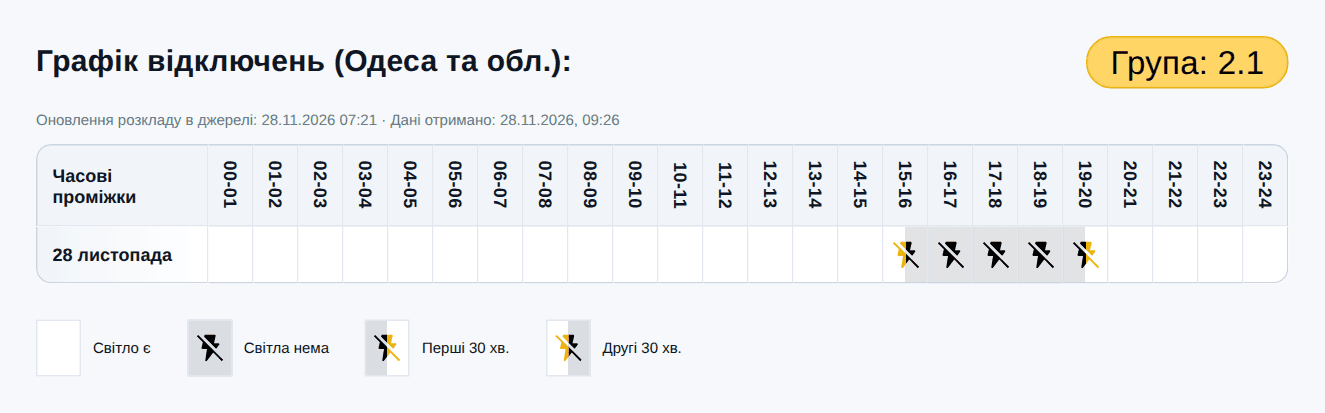 Графік відключень (Одеса та обл.):
Група: 2.1
Оновлення розкладу в джерелі: 28.11.2026 07:21 · Дані отримано: 28.11.2026, 09:26
Часові
проміжки
00-01
01-02
02-03
03-04
04-05
05-06
06-07
07-08
08-09
09-10
10-11
11-12
12-13
13-14
14-15
15-16
16-17
17-18
18-19
19-20
20-21
21-22
22-23
23-24
28 листопада
Світло є
Світла нема
Перші 30 хв.
Другі 30 хв.